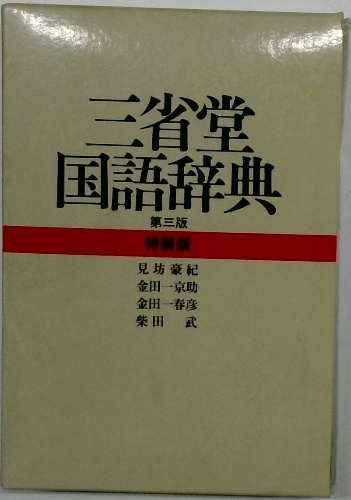 三省堂
国語辞典
第三版
特装版
見坊豪紀
金田一京助
金田一春彦
柴田 武